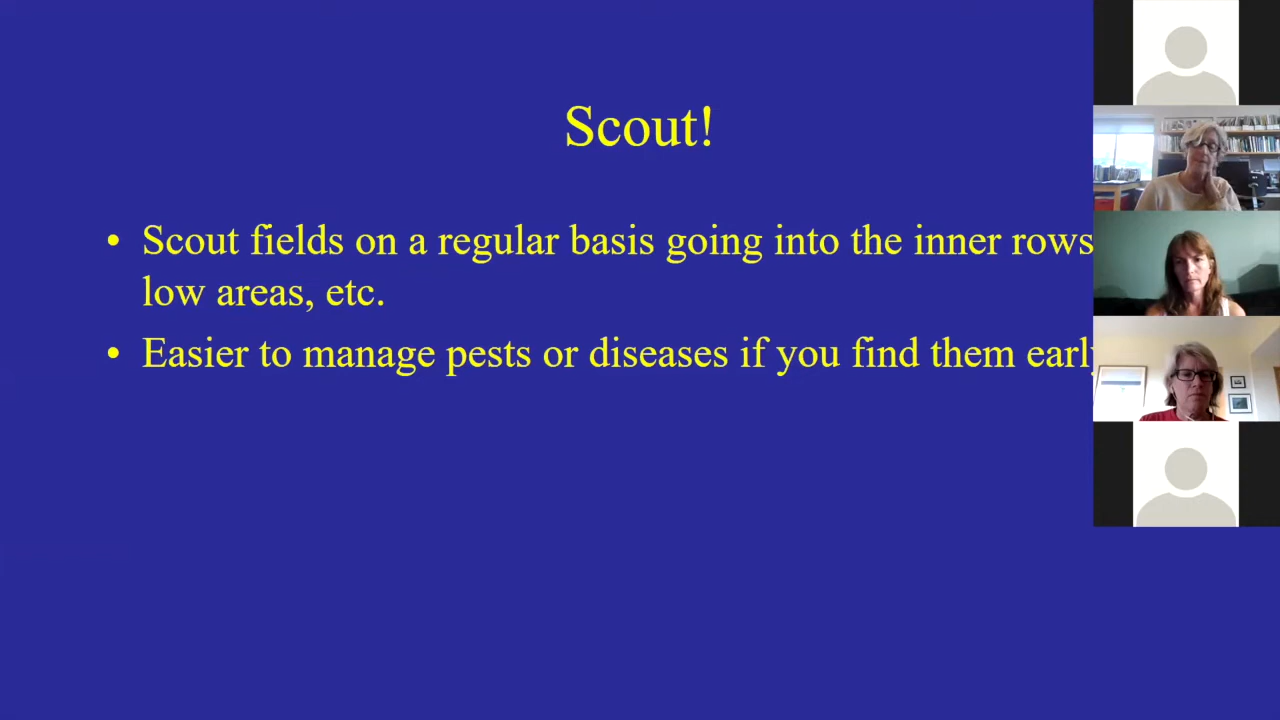 Scout!
• Scout fields on a regular basis going into the inner rows
low areas, etc.
• Easier to manage pests or diseases if you find them early